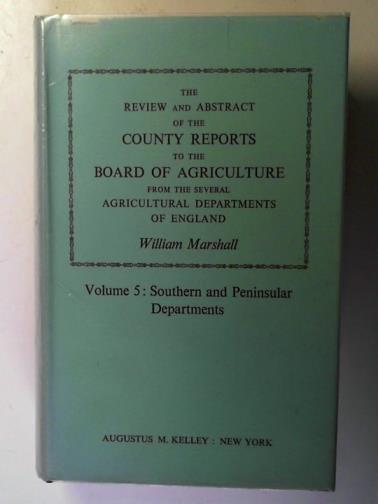 THE
REVIEW AND ABSTRACT
OF THE
COUNTY REPORTS
TO THE
BOARD OF AGRICULTURE
FROM THE SEVERAL
AGRICULTURAL DEPARTMENTS
OF ENGLAND
William Marshall
Volume 5: Southern and Peninsular
Departments
AUGUSTUS M. KELLEY : NEW YORK